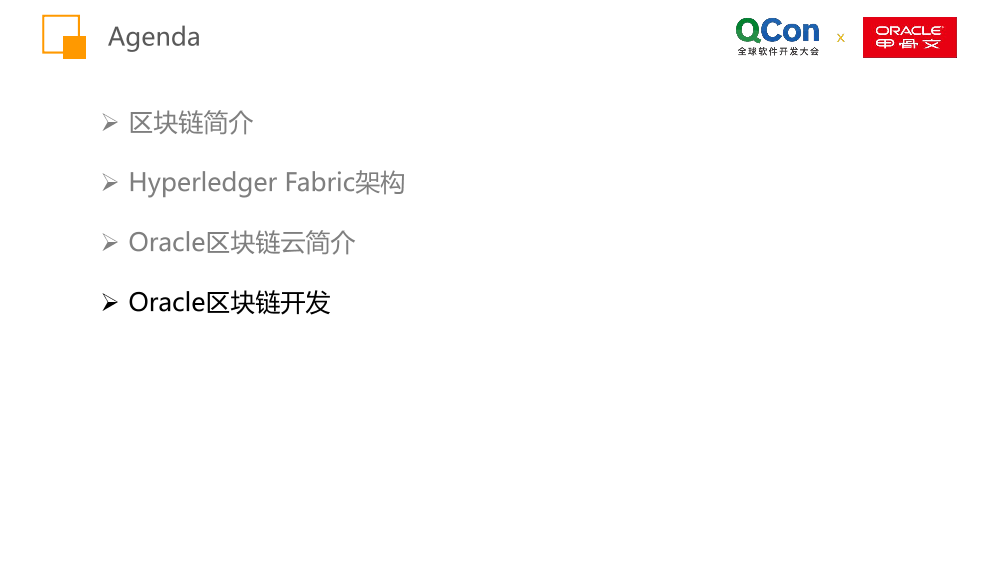 Agenda
QCon
全球软件开发大会
x
ORACLE
甲骨文
区块链简介
Hyperledger Fabric架构
Oracle区块链云简介
Oracle区块链开发